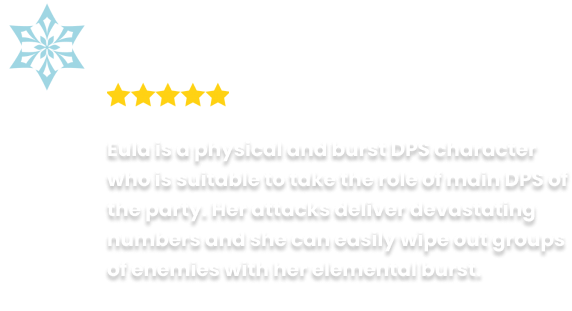 Eula is a physical and burst DPS character
who is suitable to take the role of main DPS of
the party. Her attacks deliver devastating
numbers and she can easily wipe out groups
of enemies with her elemental burst.